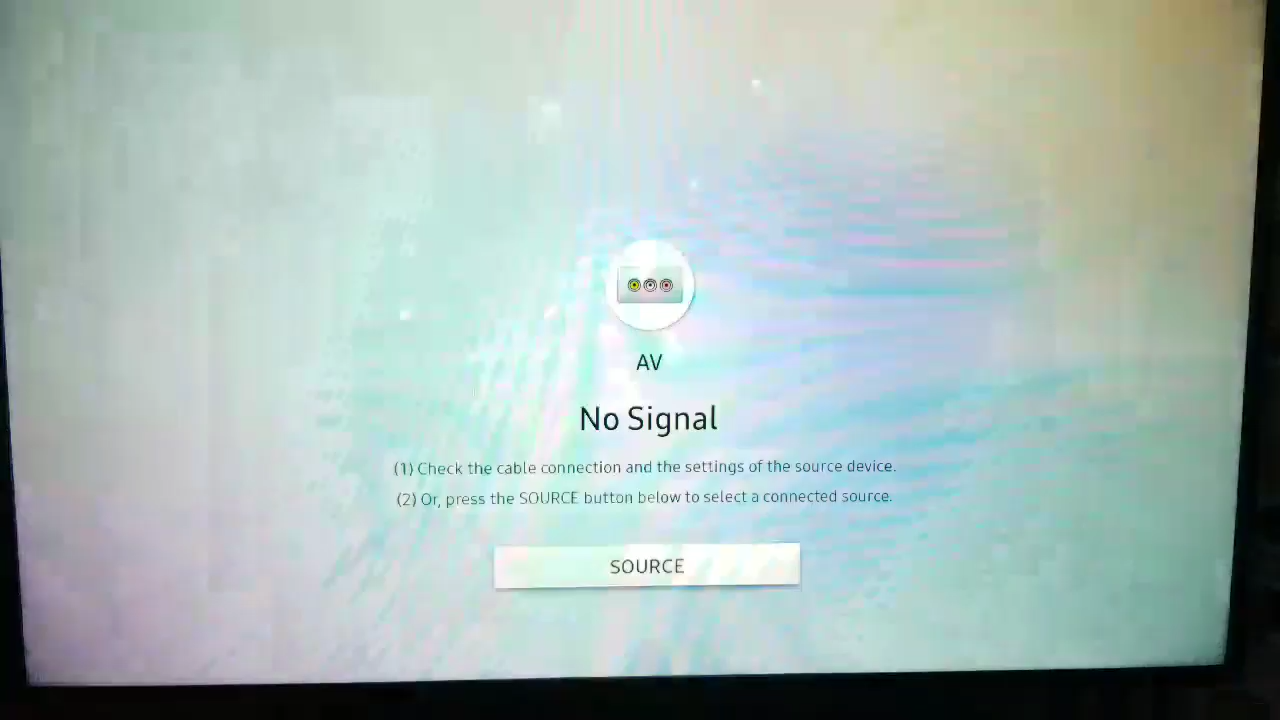 AV
No Signal
(1) Check the cable connection and the settings of the source device.
(2) Or, press the SOURCE button below to select a connected source.
SOURCE